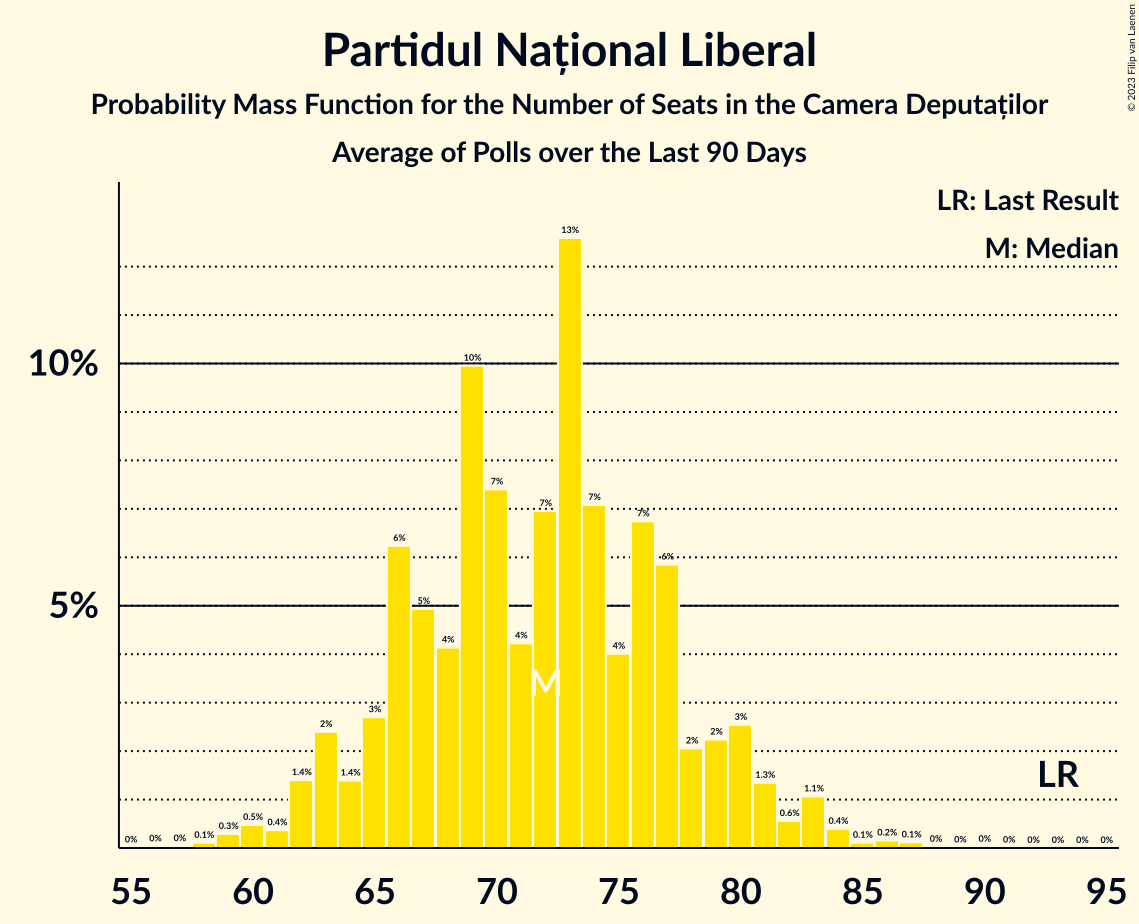 Partidul Național Liberal
Probability Mass Function for the Number of Seats in the Camera Deputaților
Average of Polls over the Last 90 Days
© 2023 Filip van Laenen
LR: Last Result
M: Median
10%
5%
0% 0% 0% 0.1% 0.3% 0.5% 0.4% 1.4% 2% 1.4% 3% 6% 5% 4% 10% 7% 4% 7% 13% 7% 4% 7% 6% 2% 2% 3% 1.3% 0.6% 1.1% 0.4% 0.1% 0.2% 0.1% 0% 0% 0% 0% 0% 0% 0% 0%
M
LR
55 60 65 70 75 80 85 90 95